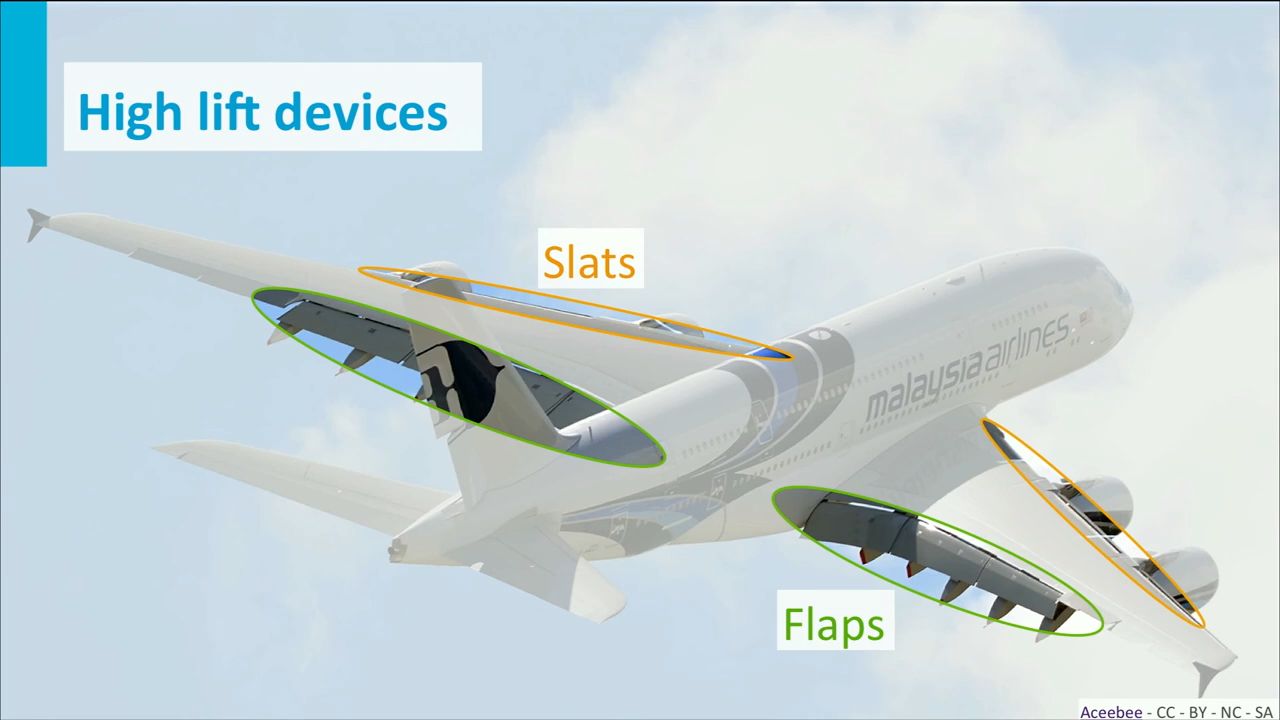 High lift devices
Slats
malaysia airlines
Flaps
Aceebee - CC - BY - NC - SA